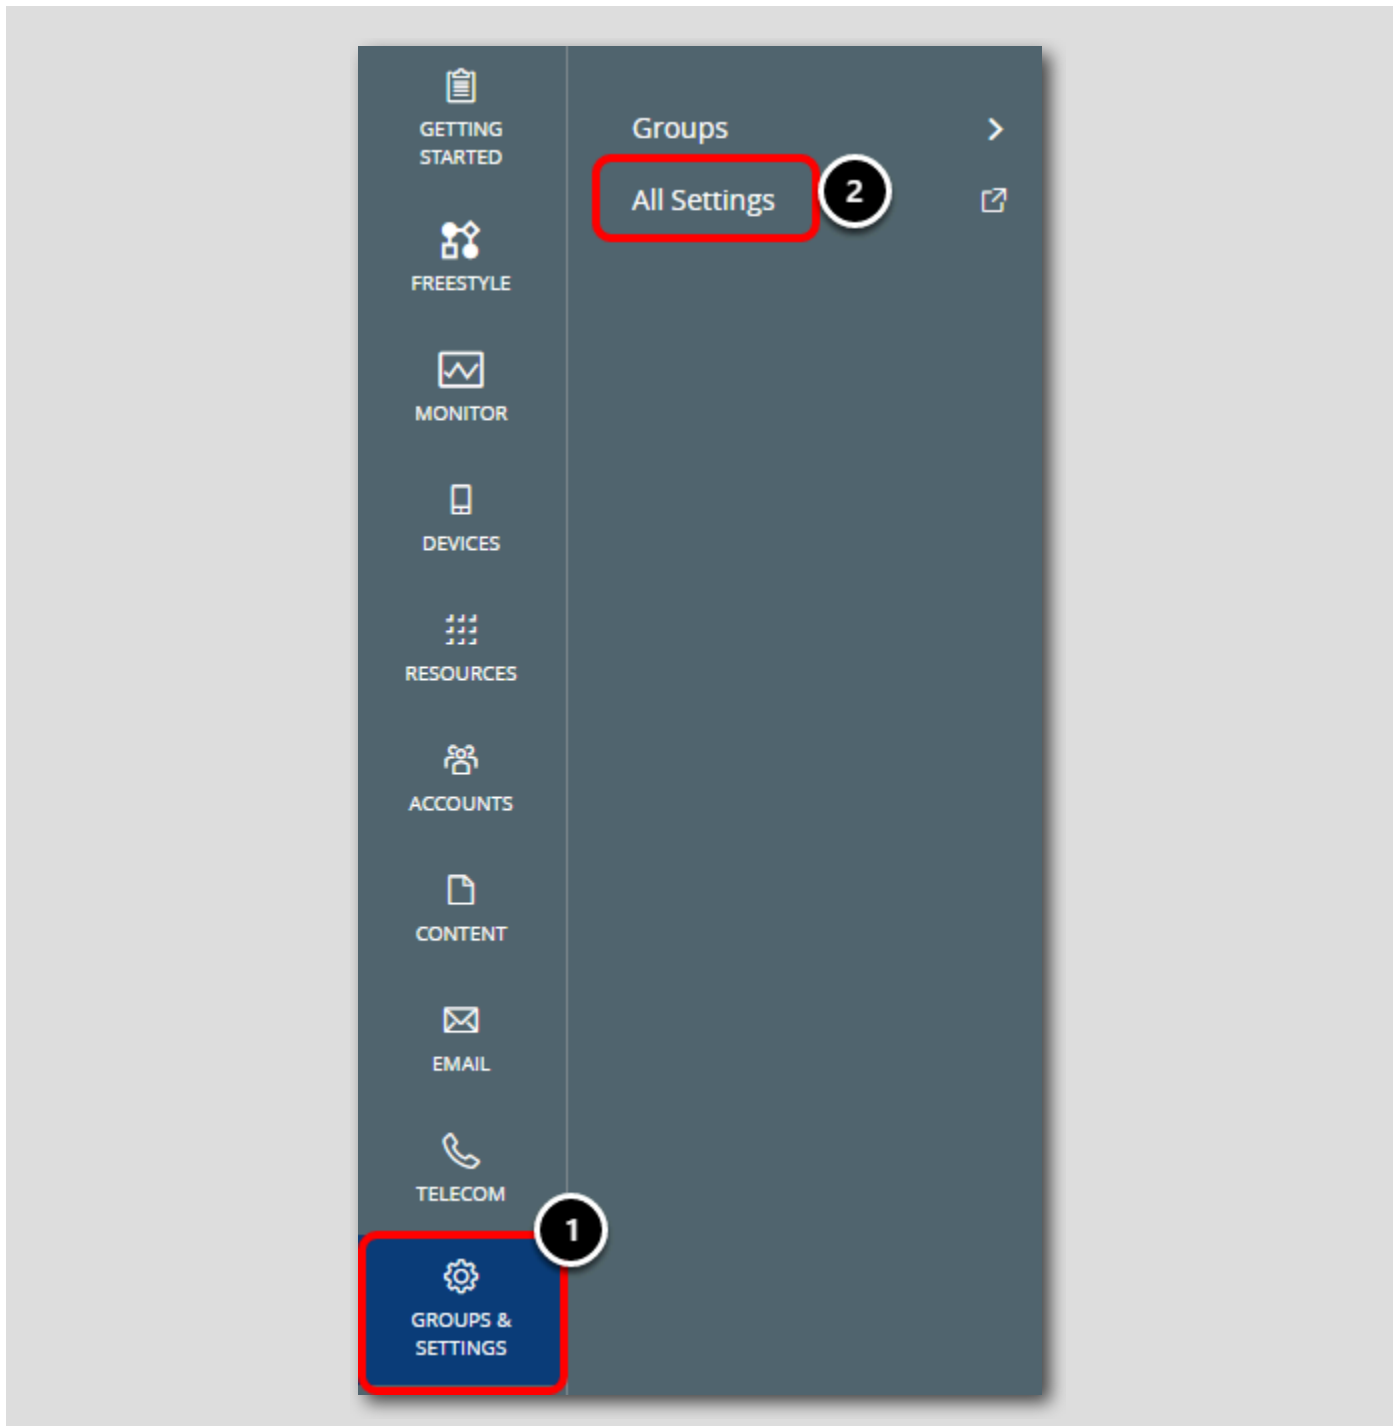 GETTING
STARTED
FREESTYLE
MONITOR
DEVICES
RESOURCES
ACCOUNTS
CONTENT
EMAIL
TELECOM
1
GROUPS &
SETTINGS
Groups
All Settings
2